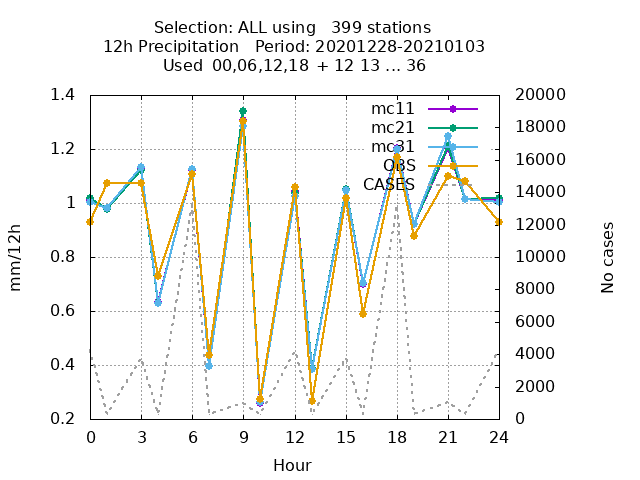 Selection: ALL using   399 stations
12h Precipitation   Period: 20201228-20210103
Used  00,06,12,18  + 12 13 ... 36
1.4
1.2
1
0.8
0.6
0.4
0.2
20000
18000
16000
14000
12000
10000
8000
6000
4000
2000
0
mm/12h
No cases
mc11
mc21
mc31
OBS
CASES
0 3 6 9 12 15 18 21 24
Hour